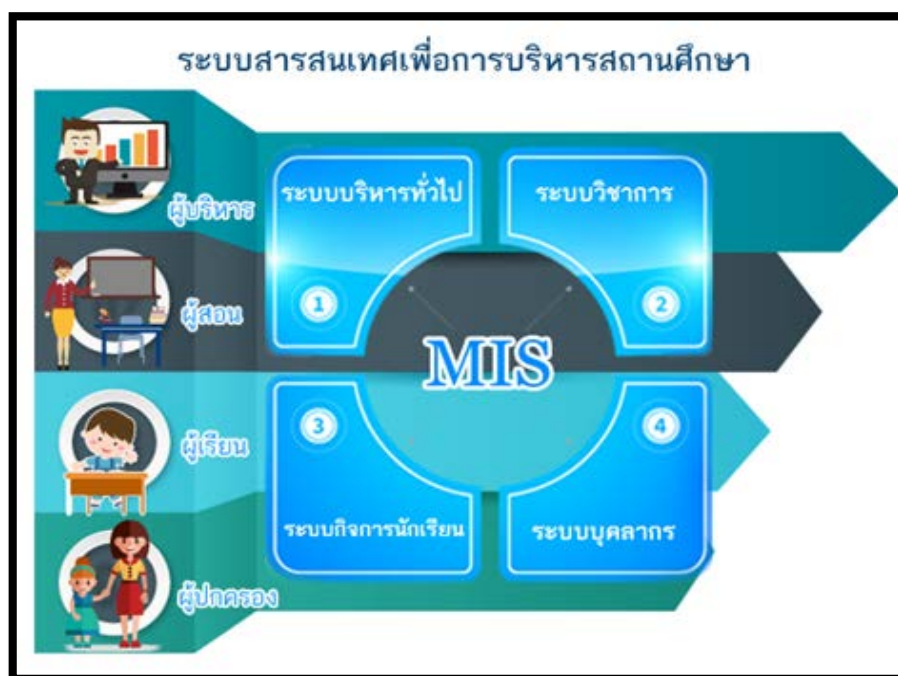 ระบบสารสนเทศเพื่อการบริหารสถานศึกษา
ผู้บริหาร
ผู้สอน
ผู้เรียน
ผู้ปกครอง
ระบบบริหารทั่วไป
1
ระบบวิชาการ
2
MIS
3
ระบบกิจการนักเรียน
4
ระบบบุคลากร